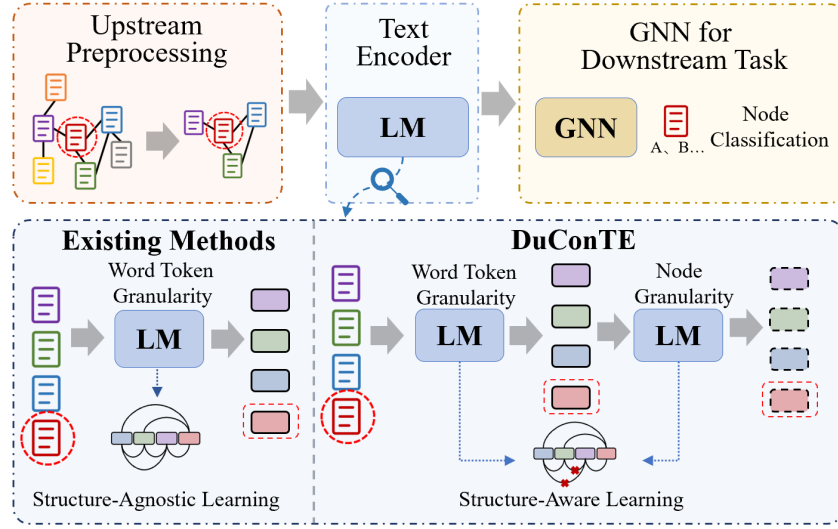 Upstream
Preprocessing
Text
Encoder
LM
GNN for
Downstream Task
GNN
A、B...
Node
Classification
Existing Methods
Word Token
Granularity
LM
Structure-Agnostic Learning
DuConTE
Word Token
Granularity
LM
Node
Granularity
LM
Structure-Aware Learning